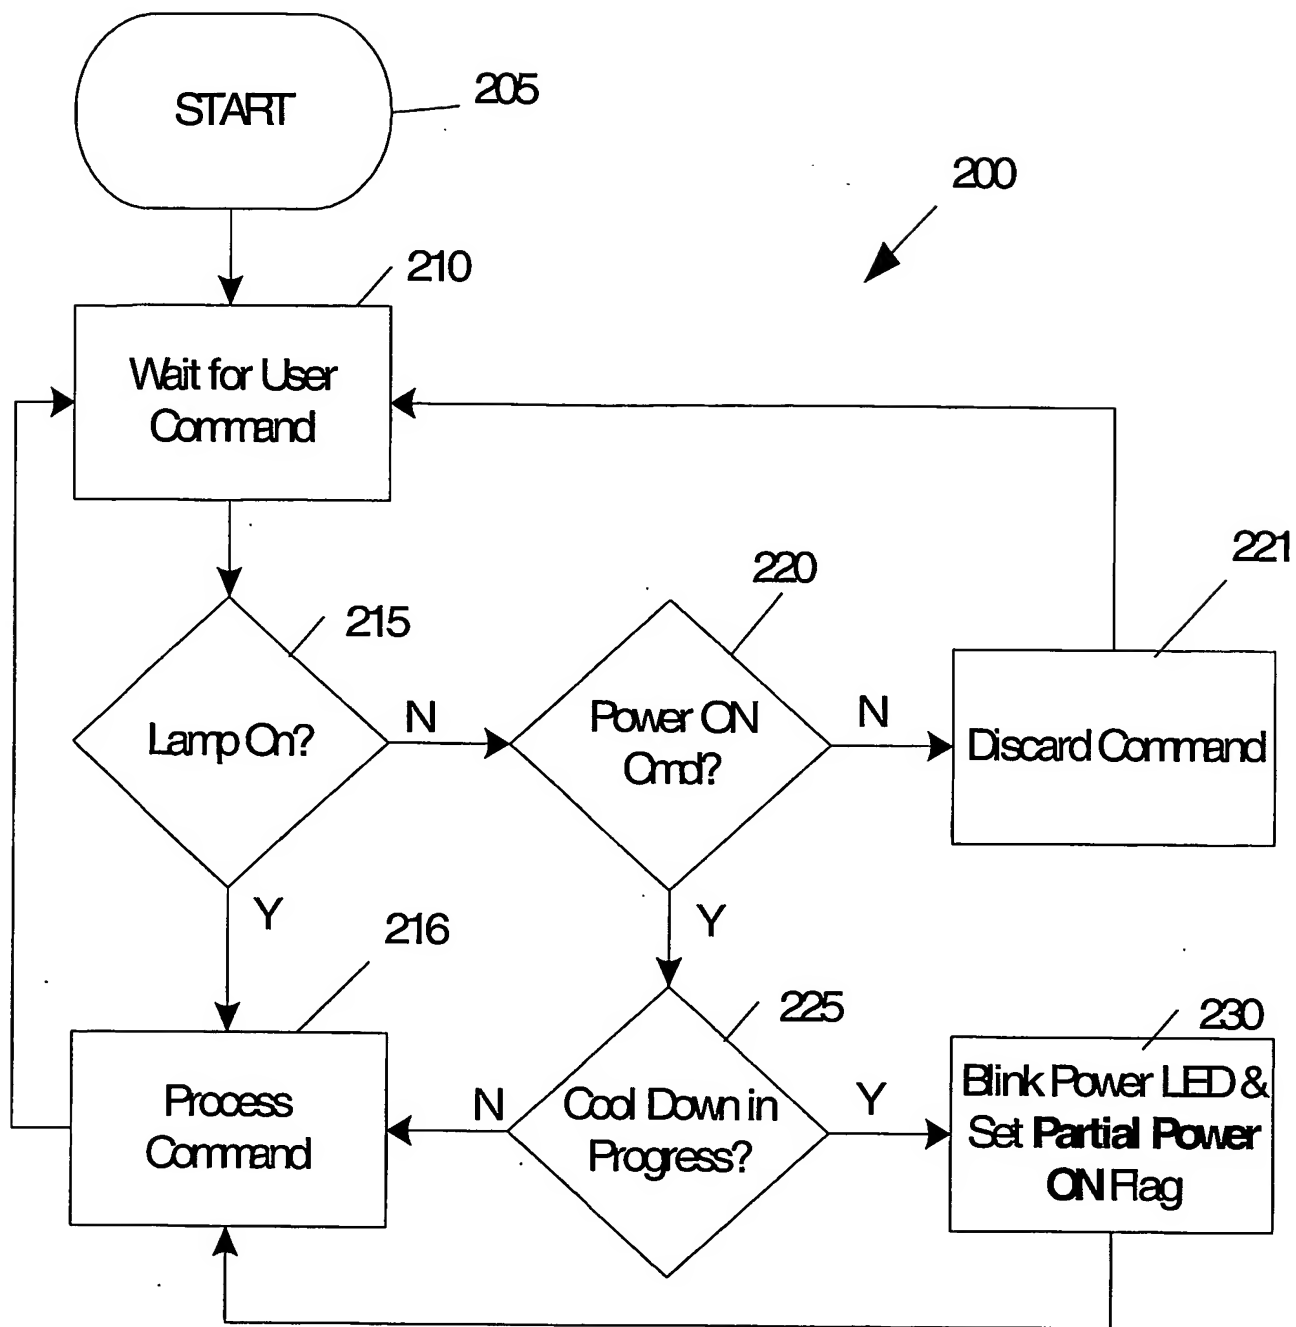 START
205
200
210
Wait for User
Command
215
220
221
Lamp On?
N
Power ON
Cmd?
N
Discard Command
Y
Y
216
225
230
Process
Command
N
Cool Down in
Progress?
Y
Blink Power LED &
Set Partial Power
ON Flag